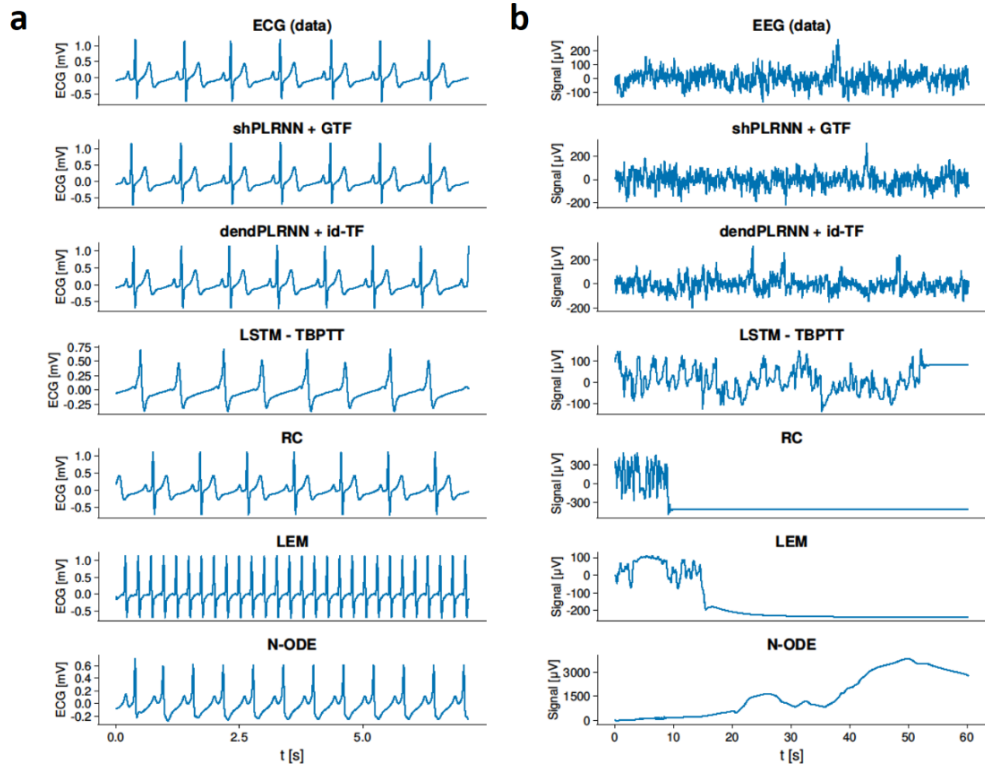 a
ECG (data)
ECG [mV]
1.0
0.5
0.0
-0.5
shPLRNN + GTF
ECG [mV]
1.0
0.5
0.0
-0.5
dendPLRNN + id-TF
ECG [mV]
1.0
0.5
0.0
-0.5
LSTM - TBPTT
ECG [mV]
0.75
0.50
0.25
0.00
-0.25
RC
ECG [mV]
1.0
0.5
0.0
-0.5
LEM
ECG [mV]
1.0
0.5
0.0
-0.5
N-ODE
ECG [mV]
0.6
0.4
0.2
0.0
-0.2
0.0 2.5 5.0
t [s]
b
EEG (data)
Signal [µV]
200
100
0
-100
shPLRNN + GTF
Signal [µV]
200
0
-200
dendPLRNN + id-TF
Signal [µV]
200
0
-200
LSTM - TBPTT
Signal [µV]
100
0
-100
RC
Signal [µV]
300
0
-300
LEM
Signal [µV]
100
0
-100
-200
N-ODE
Signal [µV]
3000
1500
0
0 10 20 30 40 50 60
t [s]